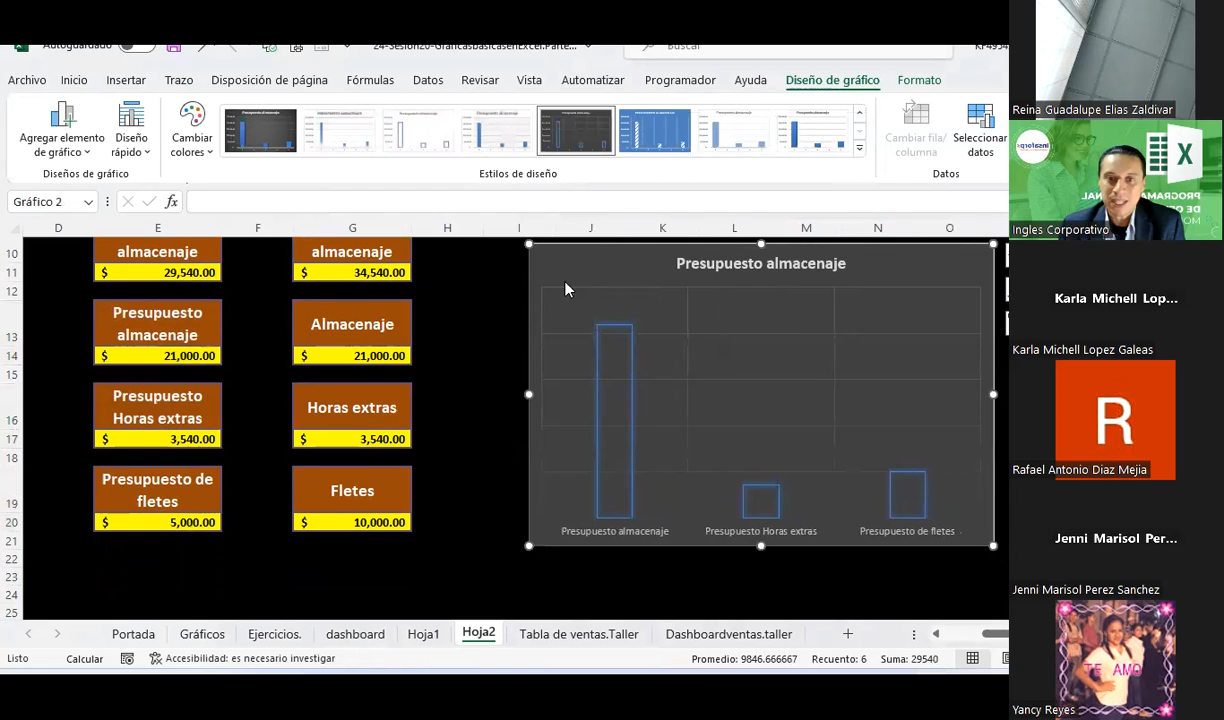 Autoguardado
24-Sesion20-GraficasbasicasenExcel.Parte...
Buscar
KF4954
Archivo Inicio Insertar Trazo Disposición de página Fórmulas Datos Revisar Vista Automatizar Programador Ayuda Diseño de gráfico Formato
Agregar elemento de gráfico
Diseño rápido
Cambiar colores
Cambiar fila/columna
Seleccionar datos
Diseños de gráfico
Estilos de diseño
Datos
Gráfico 2
fx
D E F G H I J K L M N O
10 almacenaje almacenaje
11 $ 29,540.00 $ 34,540.00
12
13 Presupuesto almacenaje Almacenaje
14 $ 21,000.00 $ 21,000.00
15
16 Presupuesto Horas extras Horas extras
17 $ 3,540.00 $ 3,540.00
18
19 Presupuesto de fletes Fletes
20 $ 5,000.00 $ 10,000.00
21
22
23
24
25
Presupuesto almacenaje
Presupuesto almacenaje Presupuesto Horas extras Presupuesto de fletes
Portada Gráficos Ejercicios. dashboard Hoja1 Hoja2 Tabla de ventas.Taller Dashboardventas.taller
Listo Calcular Accesibilidad: es necesario investigar Promedio: 9846.666667 Recuento: 6 Suma: 29540
Reina Guadalupe Elias Zaldivar
insaforp
X
Ingles Corporativo
Karla Michell Lop...
Karla Michell Lopez Galeas
R
Rafael Antonio Diaz Mejia
Jenni Marisol Per...
Jenni Marisol Perez Sanchez
TE AMO
Yancy Reyes